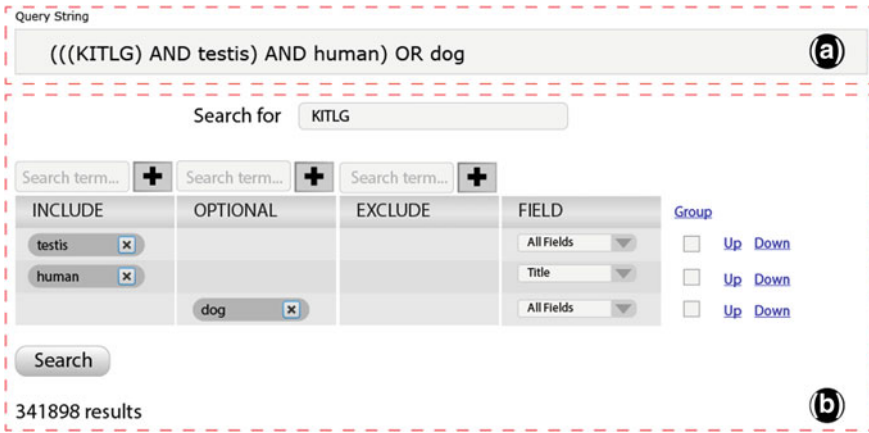 Query String
(((KITLG) AND testis) AND human) OR dog
(a)
Search for KITLG
Search term... Search term... Search term...
INCLUDE OPTIONAL EXCLUDE FIELD Group
testis All Fields Up Down
human Title Up Down
dog All Fields Up Down
Search
341898 results
(b)